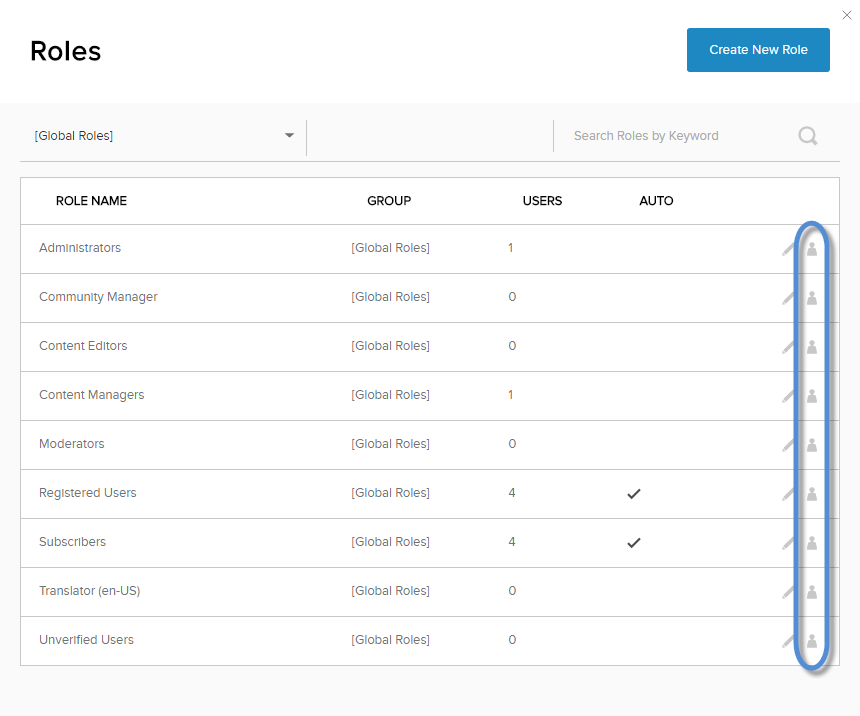 Roles
Create New Role
[Global Roles]
Search Roles by Keyword
ROLE NAME GROUP USERS AUTO
Administrators [Global Roles] 1
Community Manager [Global Roles] 0
Content Editors [Global Roles] 0
Content Managers [Global Roles] 1
Moderators [Global Roles] 0
Registered Users [Global Roles] 4
Subscribers [Global Roles] 4
Translator (en-US) [Global Roles] 0
Unverified Users [Global Roles] 0